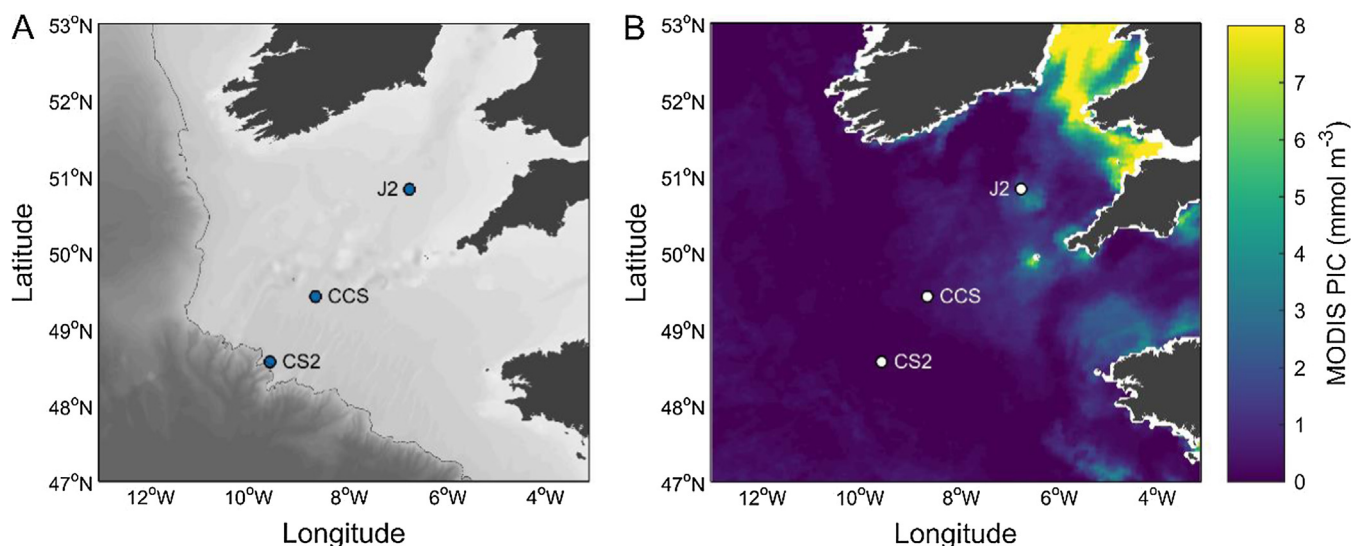 A
53°N
52°N
51°N
50°N
49°N
48°N
47°N
Latitude
J2
CCS
CS2
12°W 10°W 8°W 6°W 4°W
Longitude
B
53°N
52°N
51°N
50°N
49°N
48°N
47°N
Latitude
J2
CCS
CS2
12°W 10°W 8°W 6°W 4°W
Longitude
8
7
6
5
4
3
2
1
0
MODIS PIC (mmol m⁻³)